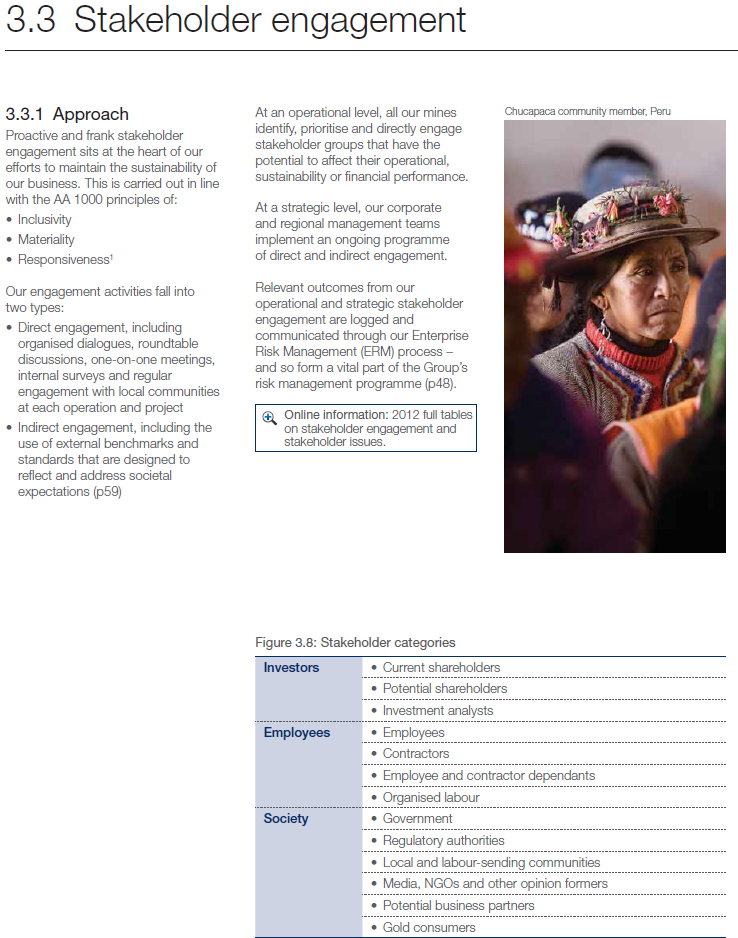 3.3 Stakeholder engagement
3.3.1 Approach
Proactive and frank stakeholder
engagement sits at the heart of our
efforts to maintain the sustainability of
our business. This is carried out in line
with the AA 1000 principles of:
• Inclusivity
• Materiality
• Responsiveness¹
Our engagement activities fall into
two types:
• Direct engagement, including
organised dialogues, roundtable
discussions, one-on-one meetings,
internal surveys and regular
engagement with local communities
at each operation and project
• Indirect engagement, including the
use of external benchmarks and
standards that are designed to
reflect and address societal
expectations (p59)
At an operational level, all our mines
identify, prioritise and directly engage
stakeholder groups that have the
potential to affect their operational,
sustainability or financial performance.
At a strategic level, our corporate
and regional management teams
implement an ongoing programme
of direct and indirect engagement.
Relevant outcomes from our
operational and strategic stakeholder
engagement are logged and
communicated through our Enterprise
Risk Management (ERM) process –
and so form a vital part of the Group's
risk management programme (p48).
Online information: 2012 full tables
on stakeholder engagement and
stakeholder issues.
Chucapaca community member, Peru
Figure 3.8: Stakeholder categories
Investors
• Current shareholders
• Potential shareholders
• Investment analysts
Employees
• Employees
• Contractors
• Employee and contractor dependants
• Organised labour
Society
• Government
• Regulatory authorities
• Local and labour-sending communities
• Media, NGOs and other opinion formers
• Potential business partners
• Gold consumers